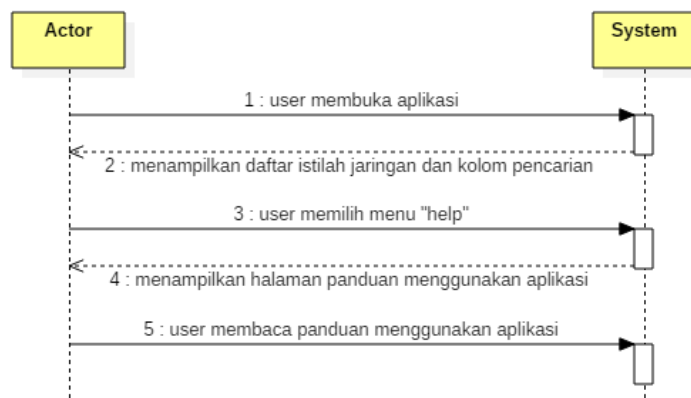 Actor
System
1 : user membuka aplikasi
2 : menampilkan daftar istilah jaringan dan kolom pencarian
3 : user memilih menu "help"
4 : menampilkan halaman panduan menggunakan aplikasi
5 : user membaca panduan menggunakan aplikasi